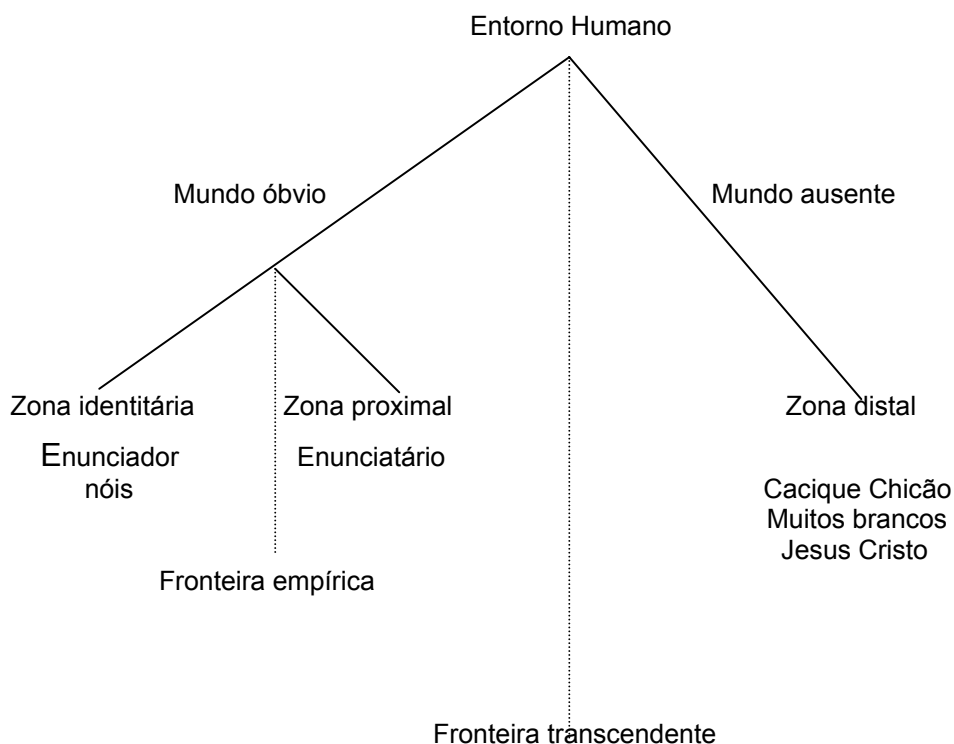 Entorno Humano
Mundo óbvio
Mundo ausente
Zona identitária
Zona proximal
Zona distal
Enunciador
nóis
Enunciatário
Cacique Chicão
Muitos brancos
Jesus Cristo
Fronteira empírica
Fronteira transcendente